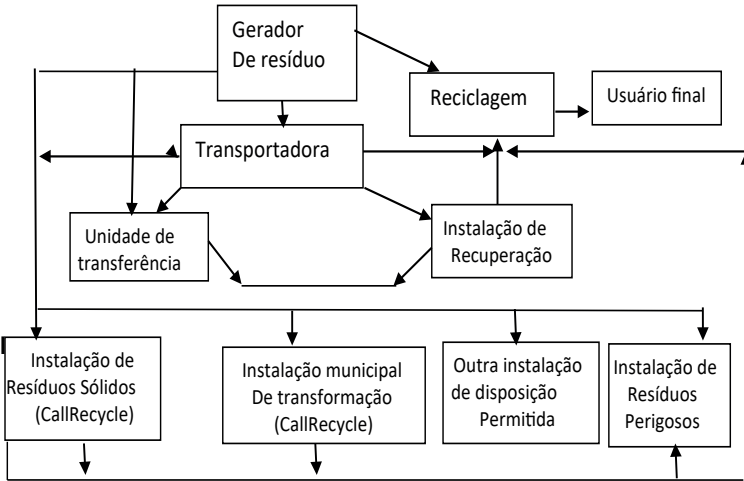 Gerador
De resíduo
Reciclagem
Usuário final
Transportadora
Unidade de
transferência
Instalação de
Recuperação
Instalação de
Resíduos Sólidos
(CallRecycle)
Instalação municipal
De transformação
(CallRecycle)
Outra instalação
de disposição
Permitida
Instalação de
Resíduos
Perigosos